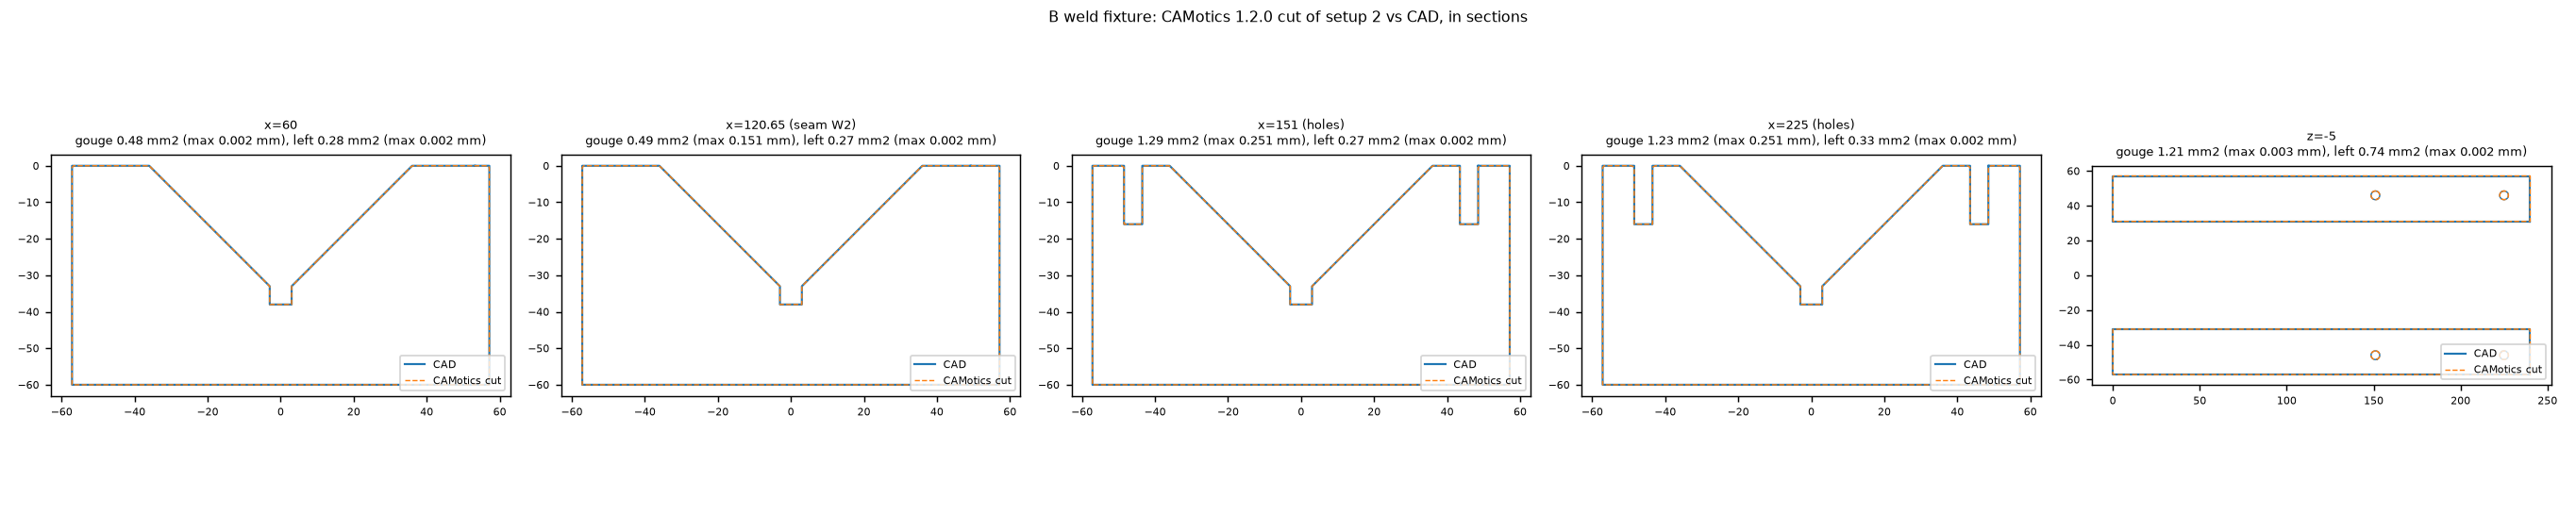 B weld fixture: CAMotics 1.2.0 cut of setup 2 vs CAD, in sections
x=60
gouge 0.48 mm2 (max 0.002 mm), left 0.28 mm2 (max 0.002 mm)
0
−10
−20
−30
−40
−50
−60
−60 −40 −20 0 20 40 60
CAD
CAMotics cut
x=120.65 (seam W2)
gouge 0.49 mm2 (max 0.151 mm), left 0.27 mm2 (max 0.002 mm)
0
−10
−20
−30
−40
−50
−60
−60 −40 −20 0 20 40 60
CAD
CAMotics cut
x=151 (holes)
gouge 1.29 mm2 (max 0.251 mm), left 0.27 mm2 (max 0.002 mm)
0
−10
−20
−30
−40
−50
−60
−60 −40 −20 0 20 40 60
CAD
CAMotics cut
x=225 (holes)
gouge 1.23 mm2 (max 0.251 mm), left 0.33 mm2 (max 0.002 mm)
0
−10
−20
−30
−40
−50
−60
−60 −40 −20 0 20 40 60
CAD
CAMotics cut
z=-5
gouge 1.21 mm2 (max 0.003 mm), left 0.74 mm2 (max 0.002 mm)
60
40
20
0
−20
−40
−60
0 50 100 150 200 250
CAD
CAMotics cut